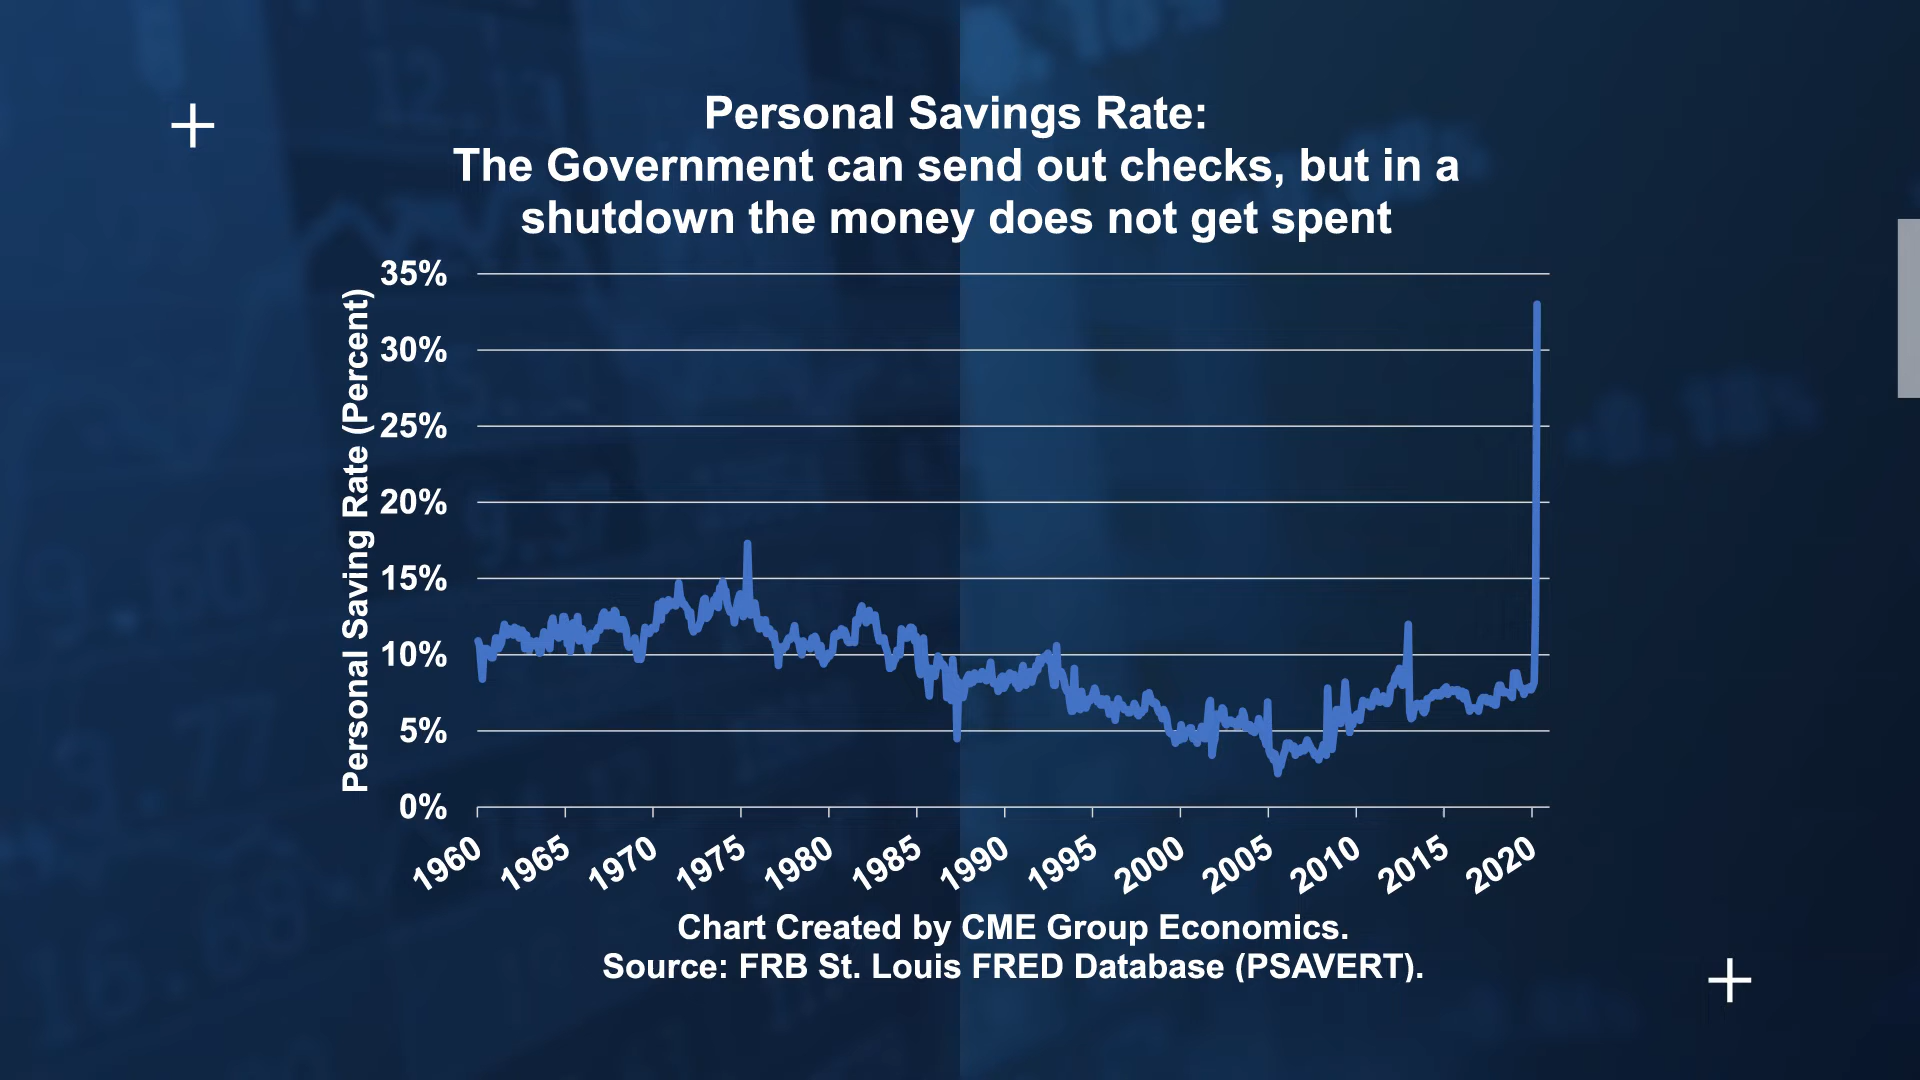 Personal Savings Rate:
The Government can send out checks, but in a
shutdown the money does not get spent
Personal Saving Rate (Percent)
35%
30%
25%
20%
15%
10%
5%
0%
1960 1965 1970 1975 1980 1985 1990 1995 2000 2005 2010 2015 2020
Chart Created by CME Group Economics.
Source: FRB St. Louis FRED Database (PSAVERT).